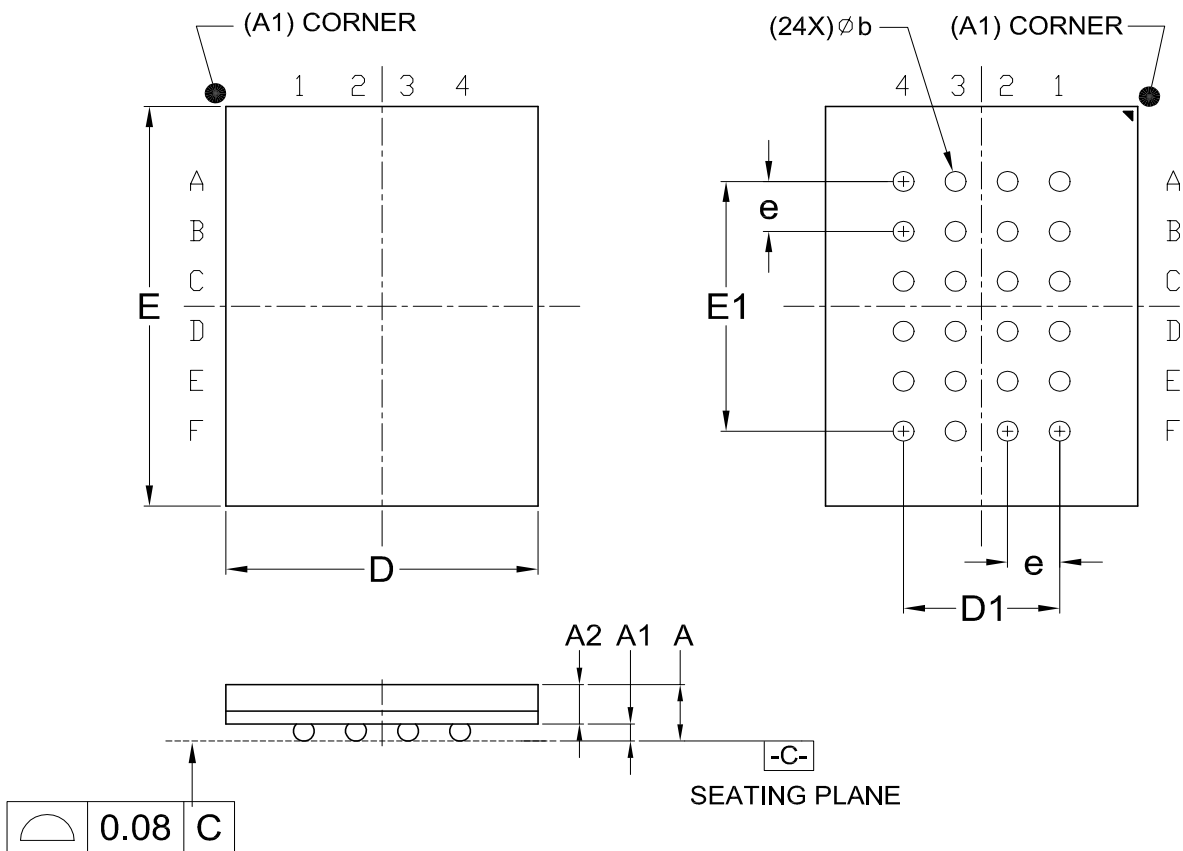 (A1) CORNER
(24X)⌀b
(A1) CORNER
1 2 3 4
4 3 2 1
A
B
C
D
E
F
E
D
A
B
C
D
E
F
e
E1
e
D1
A2 A1 A
-C-
SEATING PLANE
0.08 C